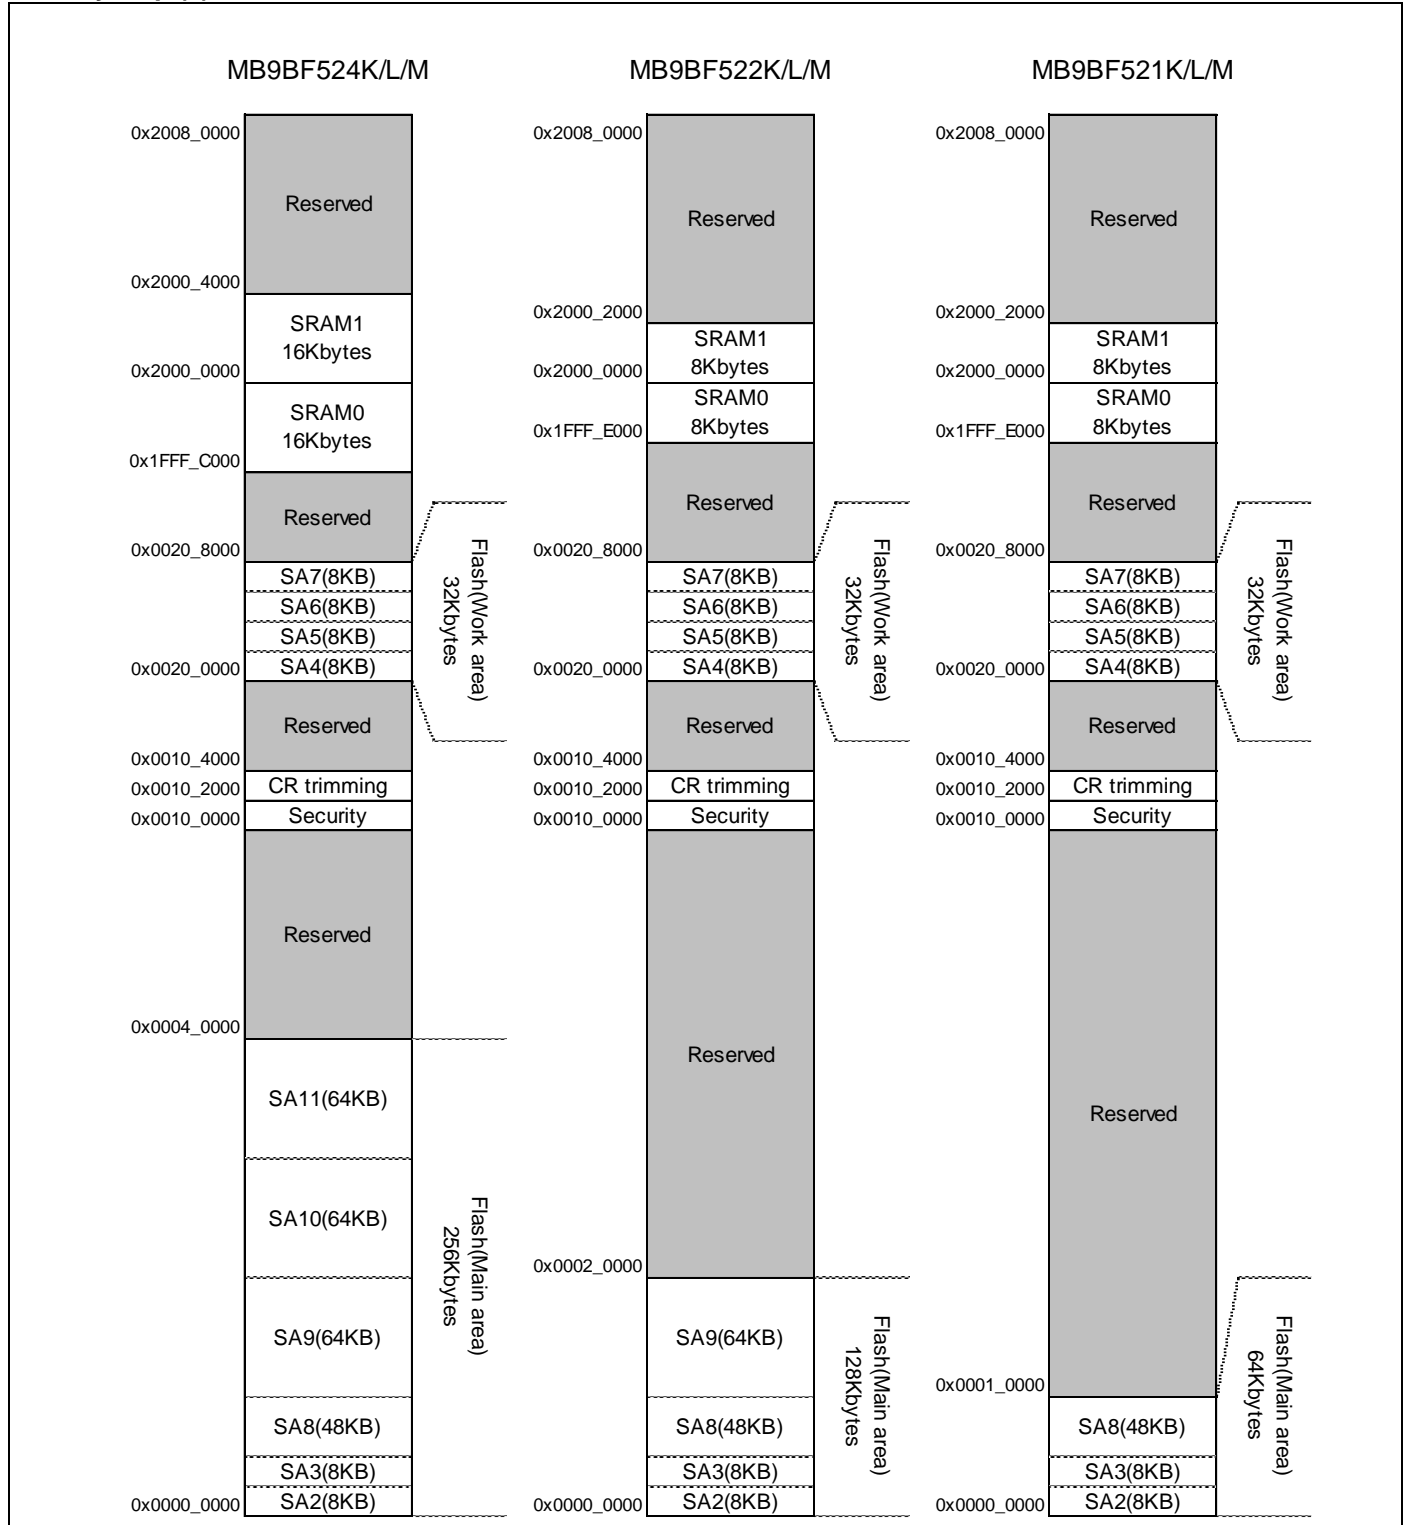 MB9BF524K/L/M
0x2008_0000
Reserved
0x2000_4000
SRAM1
16Kbytes
0x2000_0000
SRAM0
16Kbytes
0x1FFF_C000
Reserved
0x0020_8000
SA7(8KB)
SA6(8KB)
SA5(8KB)
0x0020_0000 SA4(8KB)
Flash(Work area)
32Kbytes
Reserved
0x0010_4000
0x0010_2000 CR trimming
0x0010_0000 Security
Reserved
0x0004_0000
SA11(64KB)
SA10(64KB)
SA9(64KB)
SA8(48KB)
SA3(8KB)
0x0000_0000 SA2(8KB)
Flash(Main area)
256Kbytes
MB9BF522K/L/M
0x2008_0000
Reserved
0x2000_2000
SRAM1
8Kbytes
0x2000_0000
SRAM0
8Kbytes
0x1FFF_E000
Reserved
0x0020_8000
SA7(8KB)
SA6(8KB)
SA5(8KB)
0x0020_0000 SA4(8KB)
Flash(Work area)
32Kbytes
Reserved
0x0010_4000
0x0010_2000 CR trimming
0x0010_0000 Security
Reserved
0x0002_0000
SA9(64KB)
SA8(48KB)
SA3(8KB)
0x0000_0000 SA2(8KB)
Flash(Main area)
128Kbytes
MB9BF521K/L/M
0x2008_0000
Reserved
0x2000_2000
SRAM1
8Kbytes
0x2000_0000
SRAM0
8Kbytes
0x1FFF_E000
Reserved
0x0020_8000
SA7(8KB)
SA6(8KB)
SA5(8KB)
0x0020_0000 SA4(8KB)
Flash(Work area)
32Kbytes
Reserved
0x0010_4000
0x0010_2000 CR trimming
0x0010_0000 Security
Reserved
0x0001_0000
SA8(48KB)
SA3(8KB)
0x0000_0000 SA2(8KB)
Flash(Main area)
64Kbytes